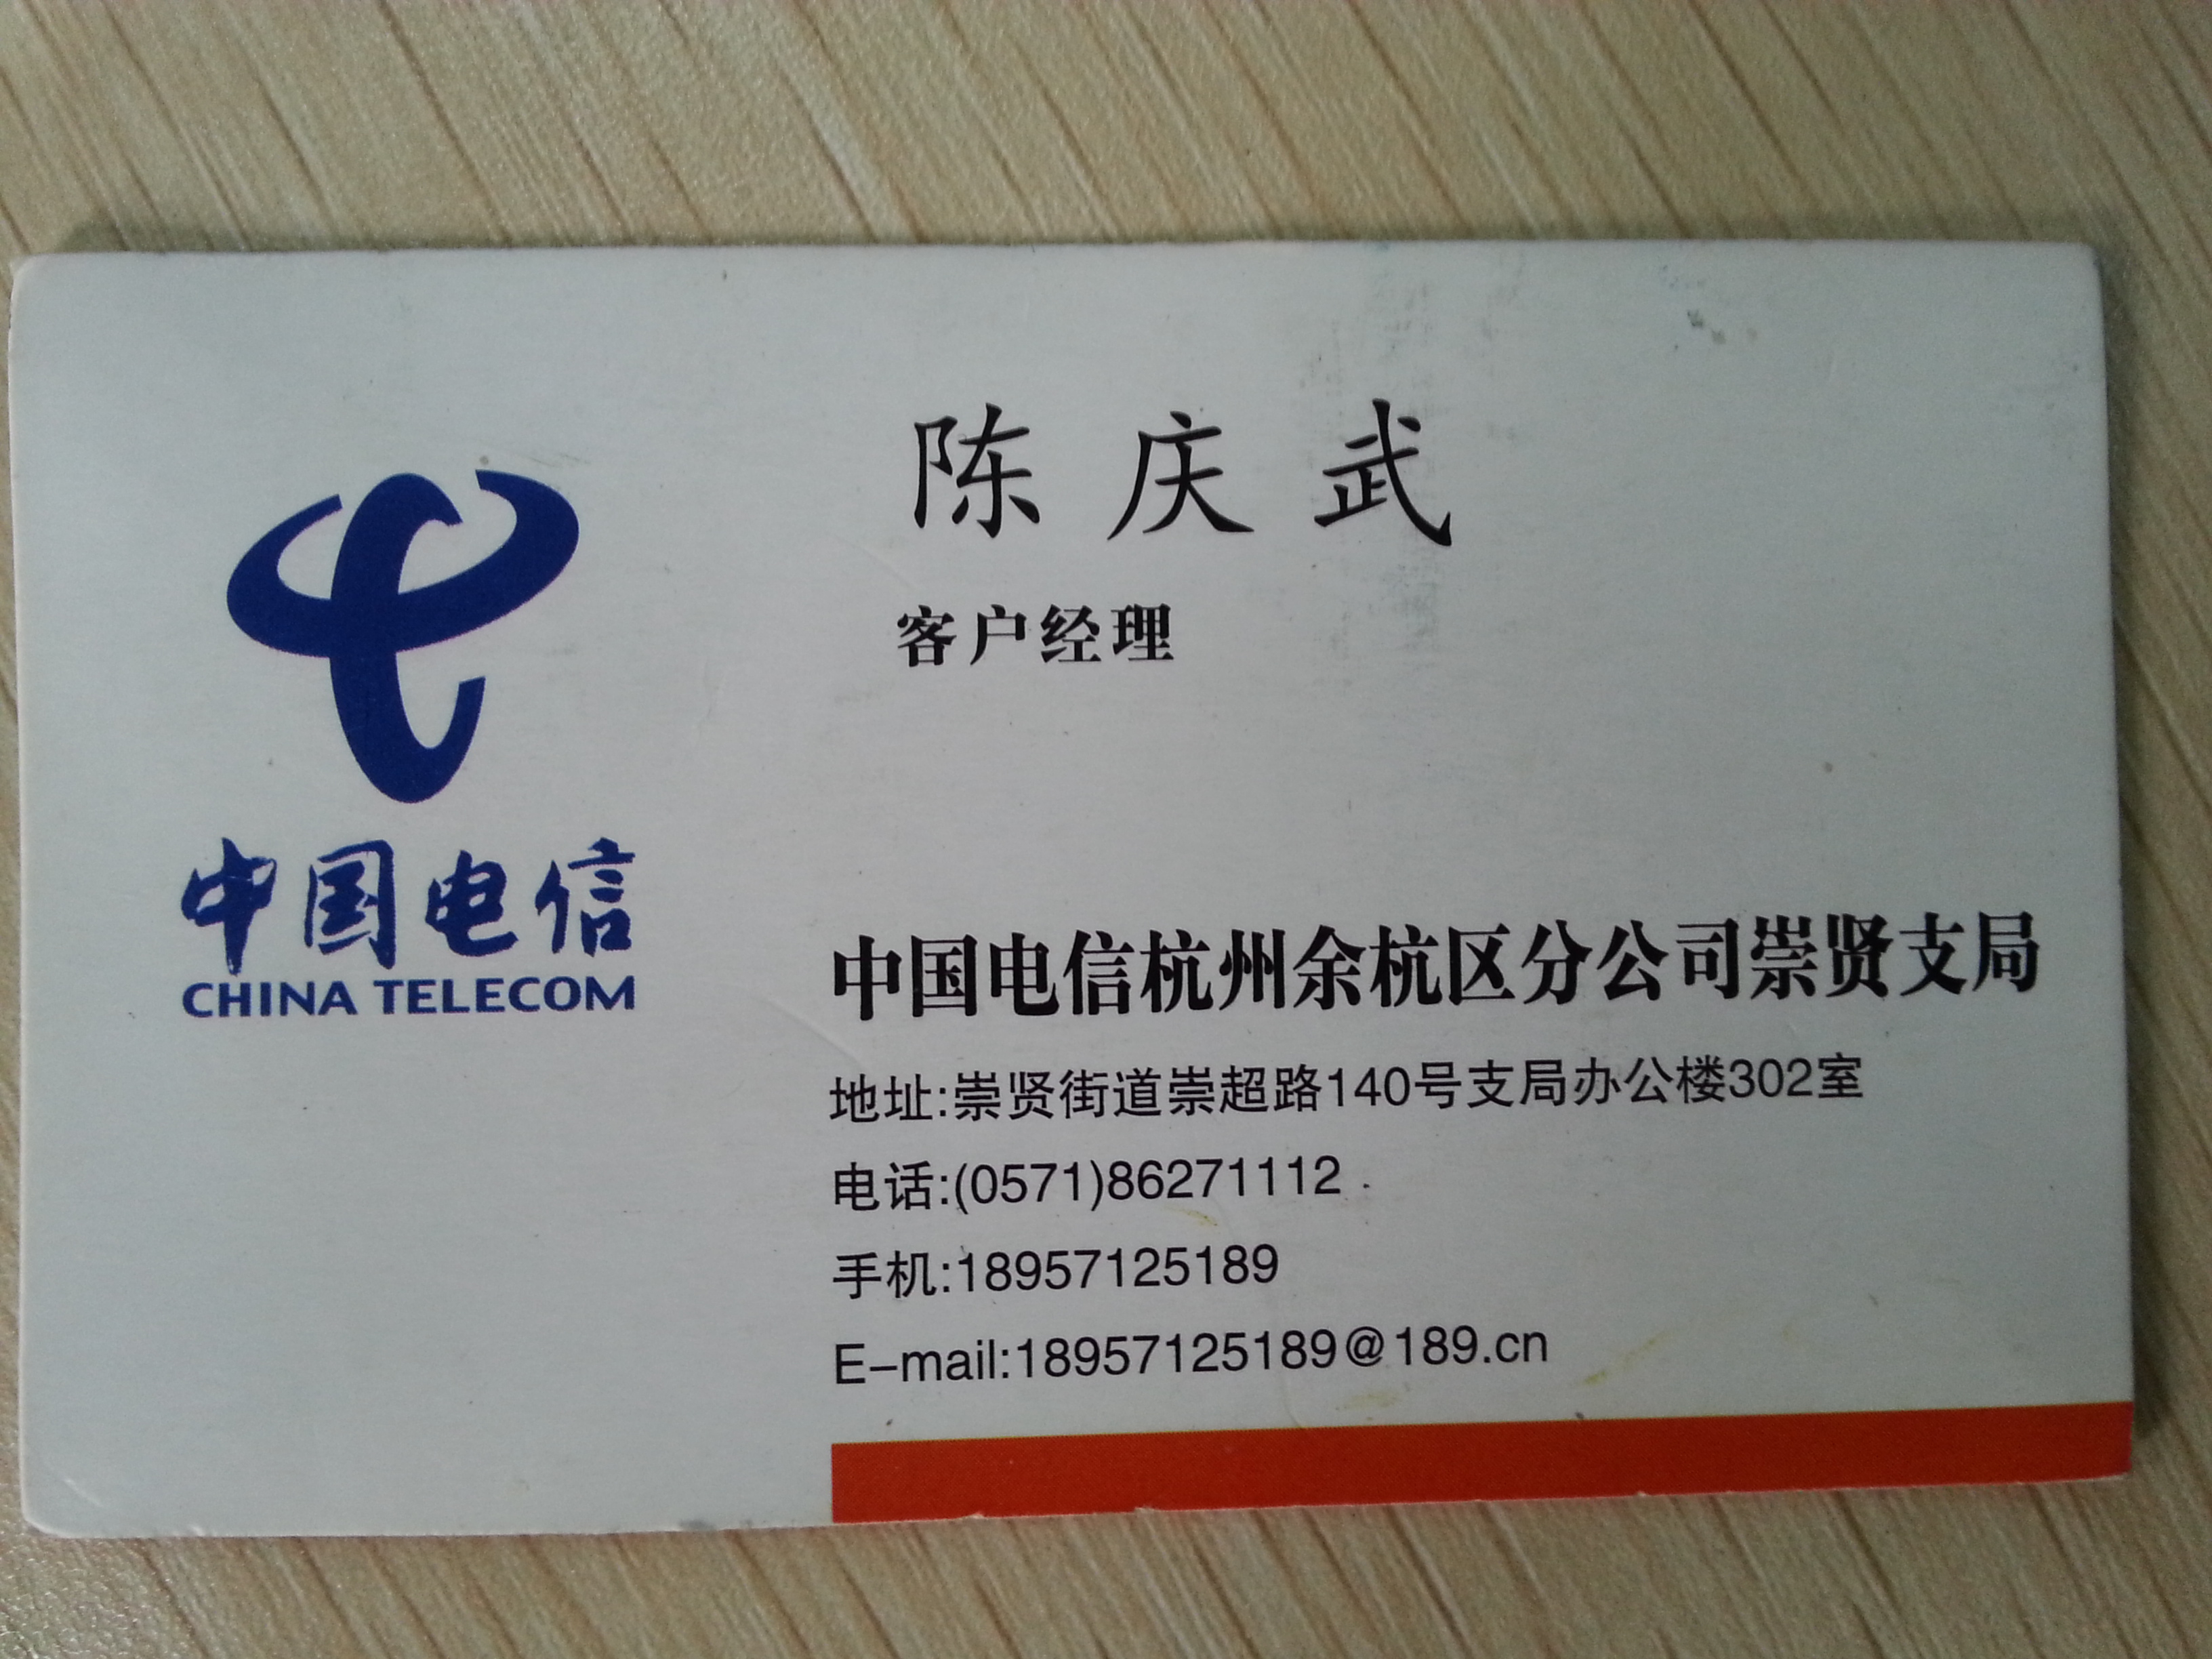 中国电信
CHINA TELECOM
陈庆武
客户经理
中国电信杭州余杭区分公司崇贤支局
地址:崇贤街道崇超路140号支局办公楼302室
电话:(0571)86271112
手机:18957125189
E-mail:18957125189@189.cn